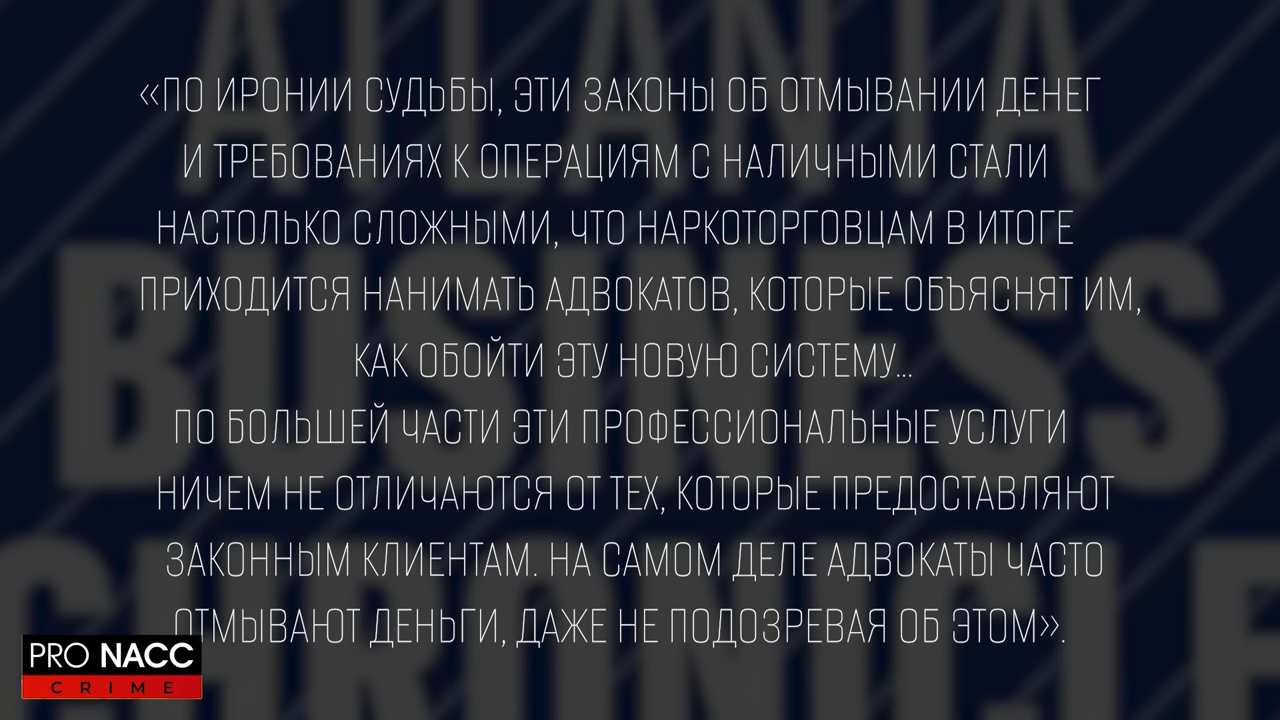 «ПО ИРОНИИ СУДЬБЫ, ЭТИ ЗАКОНЫ ОБ ОТМЫВАНИИ ДЕНЕГ
И ТРЕБОВАНИЯХ К ОПЕРАЦИЯМ С НАЛИЧНЫМИ СТАЛИ
НАСТОЛЬКО СЛОЖНЫМИ, ЧТО НАРКОТОРГОВЦАМ В ИТОГЕ
ПРИХОДИТСЯ НАНИМАТЬ АДВОКАТОВ, КОТОРЫЕ ОБЪЯСНЯТ ИМ,
КАК ОБОЙТИ ЭТУ НОВУЮ СИСТЕМУ...
ПО БОЛЬШЕЙ ЧАСТИ ЭТИ ПРОФЕССИОНАЛЬНЫЕ УСЛУГИ
НИЧЕМ НЕ ОТЛИЧАЮТСЯ ОТ ТЕХ, КОТОРЫЕ ПРЕДОСТАВЛЯЮТ
ЗАКОННЫМ КЛИЕНТАМ. НА САМОМ ДЕЛЕ АДВОКАТЫ ЧАСТО
ОТМЫВАЮТ ДЕНЬГИ, ДАЖЕ НЕ ПОДОЗРЕВАЯ ОБ ЭТОМ».
PRO NACC
CRIME
ATLANTA
BUSINESS
CHRONICLE